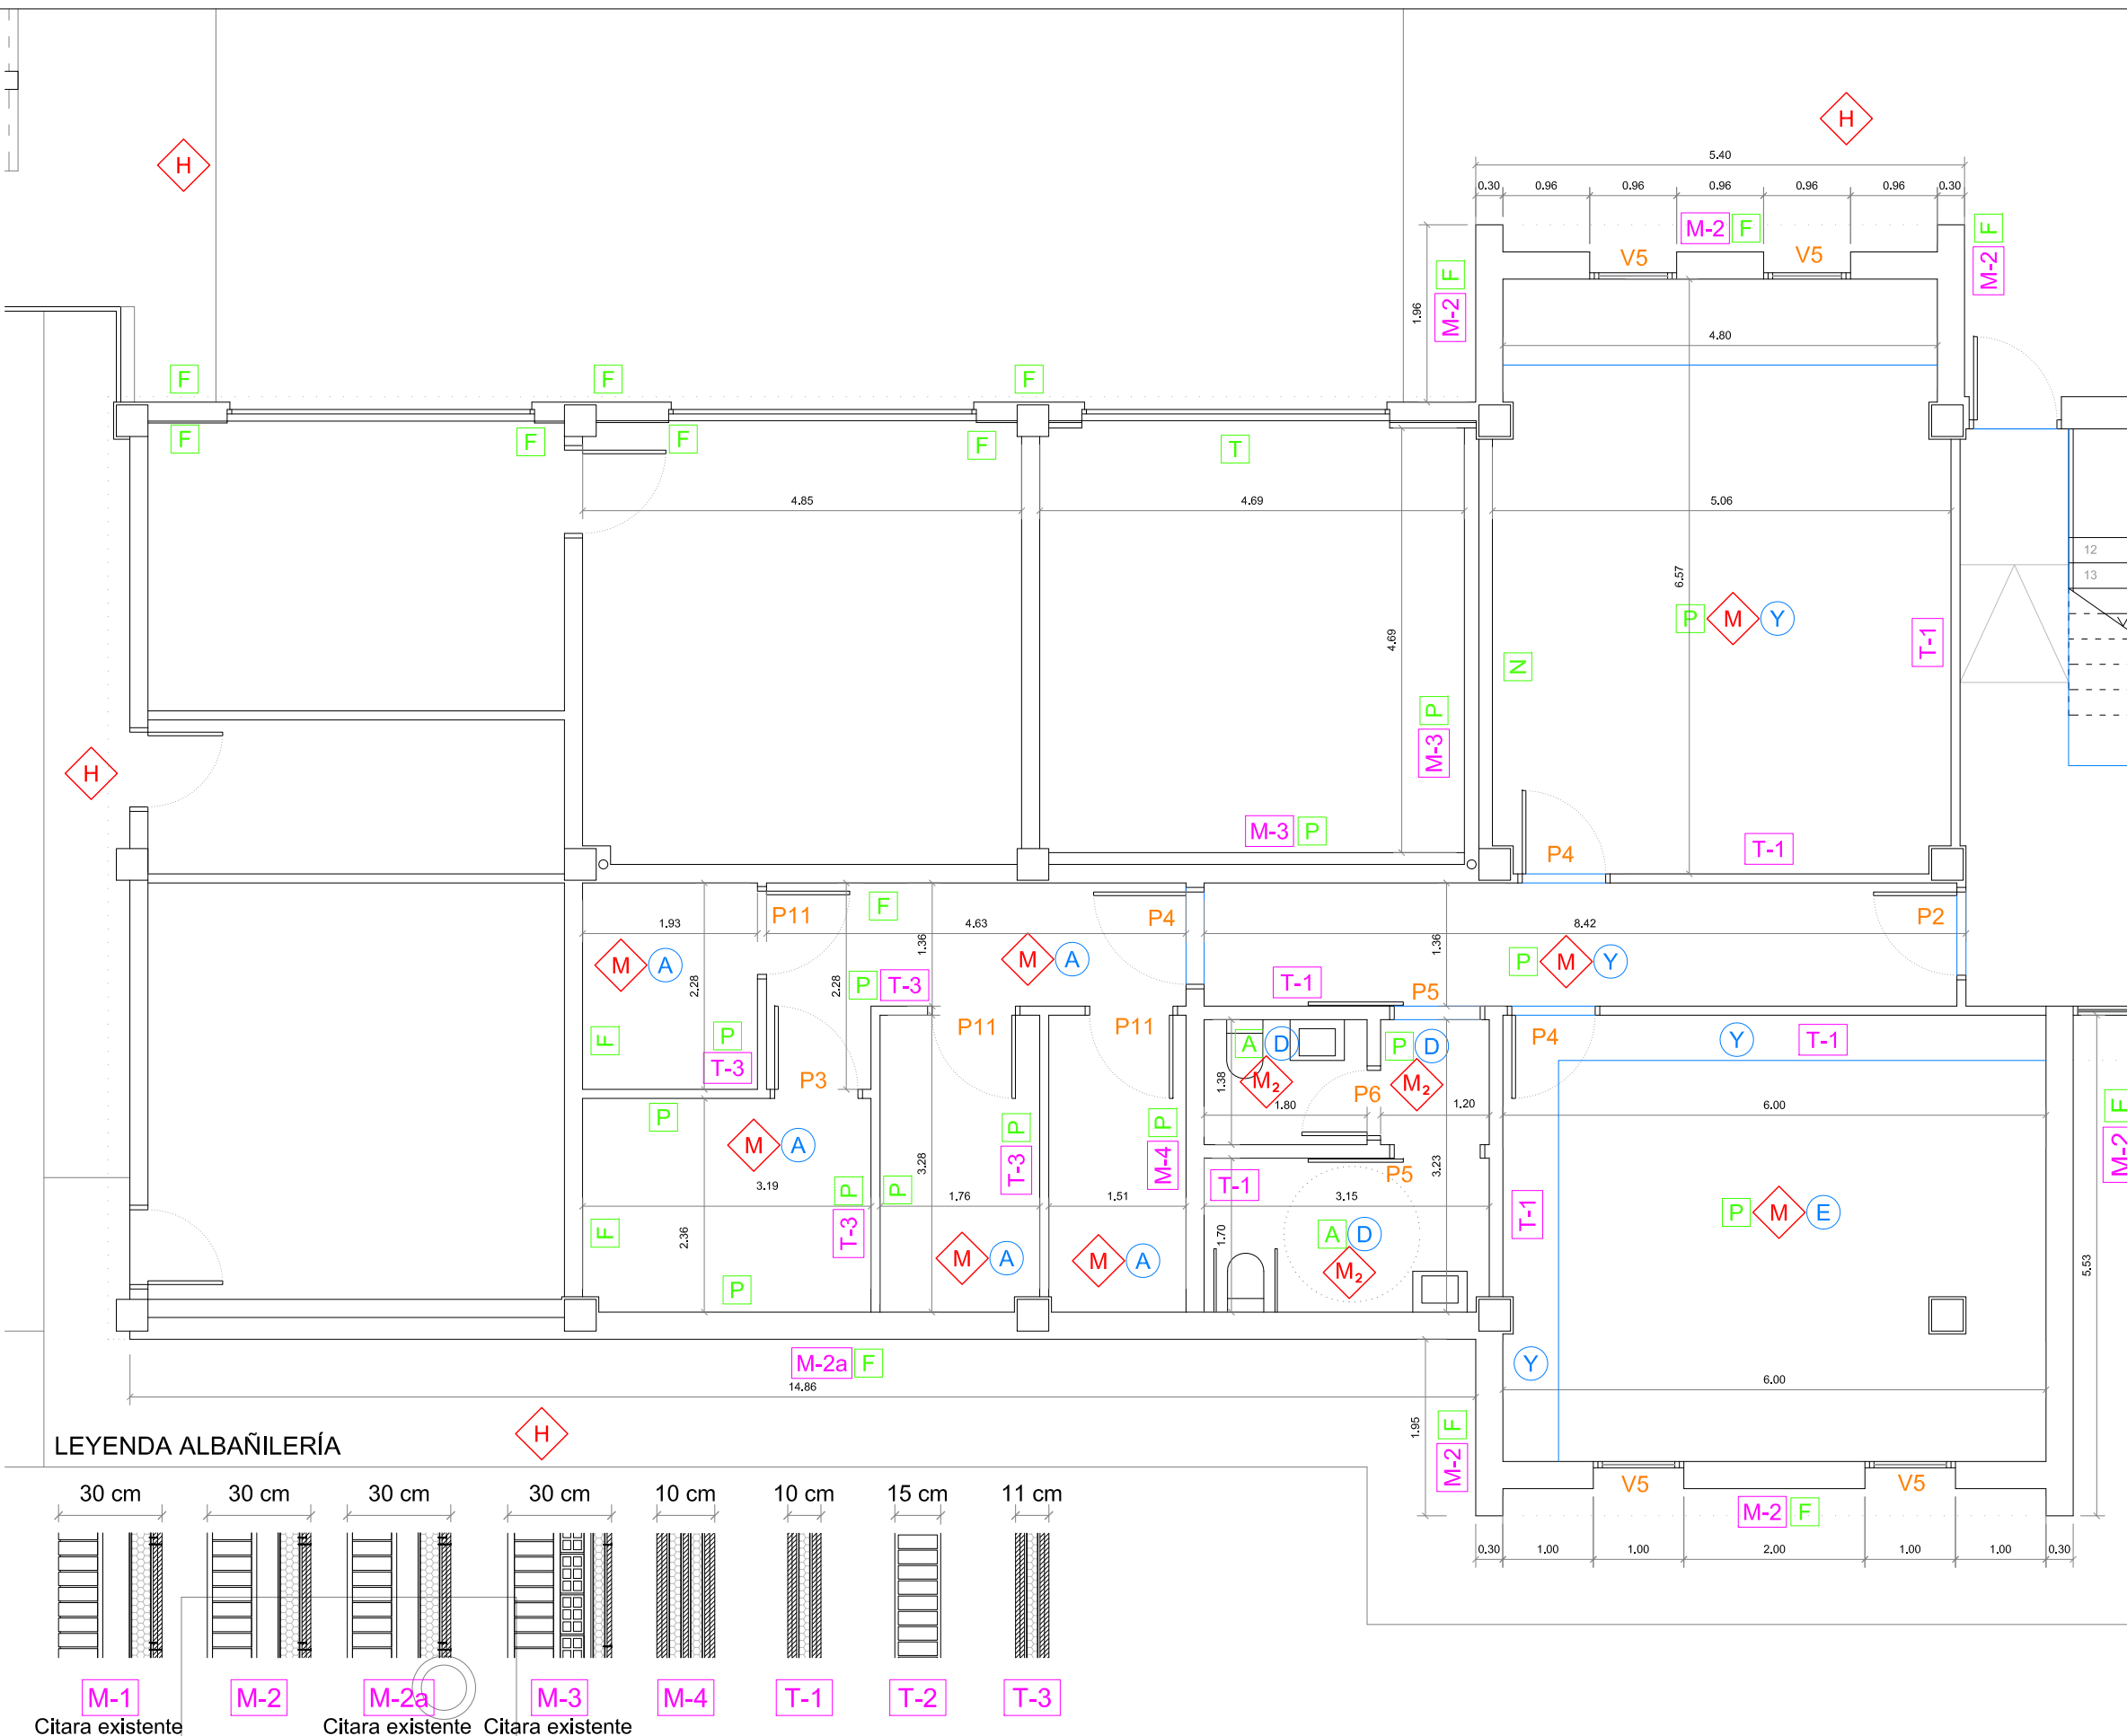 H
H
5.40
0.30 0.96 0.96 0.96 0.96 0.96 0.30
M-2 F
F
M-2
V5 V5
F
M-2
1.96
4.80
F F F
F F F F T
4.85 4.69 5.06
12
13
6.57
P M Y
T-1
4.69
N
P
M-3
H
M-3 P
P4
T-1
P11
F
1.93
4.63
P4
8.42
P2
1.36
1.36
M A
M A
P M Y
2.28
2.28
P T-3
T-1
P5
P11 P11
P4
Y T-1
F
P
T-3
A D
P D
M2
M2
P3
1.38
P6
1.80
1.20
6.00
F
M-2
P
P
T-3
P
M-4
M A
3.28
3.23
P5
3.19
P
T-3
P
1.76
1.51
T-1
3.15
T-1
P M E
F
2.36
1.70
A D
M2
M A
M A
5.53
P
M-2a F
14.86
Y
6.00
1.95
F
M-2
H
LEYENDA ALBAÑILERÍA
V5 V5
M-2 F
30 cm 30 cm 30 cm 30 cm 10 cm 10 cm 15 cm 11 cm
0.30 1.00 1.00 2.00 1.00 1.00 0.30
M-1 M-2 M-2a M-3 M-4 T-1 T-2 T-3
Citara existente Citara existente Citara existente